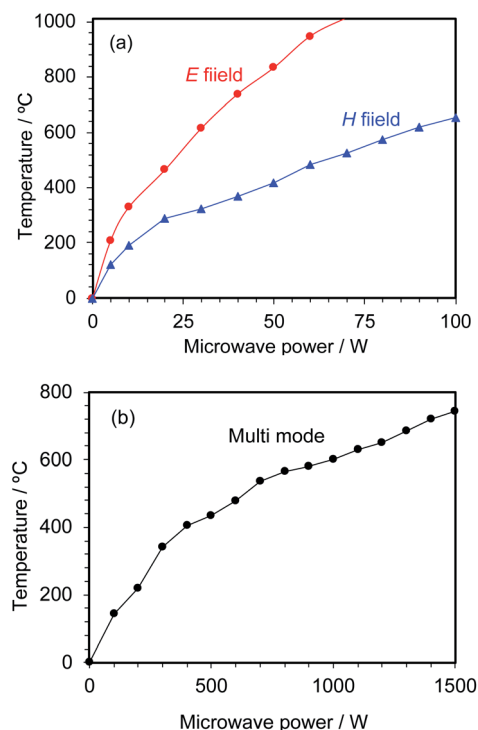 (a)
E fiield
H fiield
Temperature / ºC
1000
800
600
400
200
0
0 25 50 75 100
Microwave power / W
(b)
Multi mode
Temperature / ºC
800
600
400
200
0
0 500 1000 1500
Microwave power / W